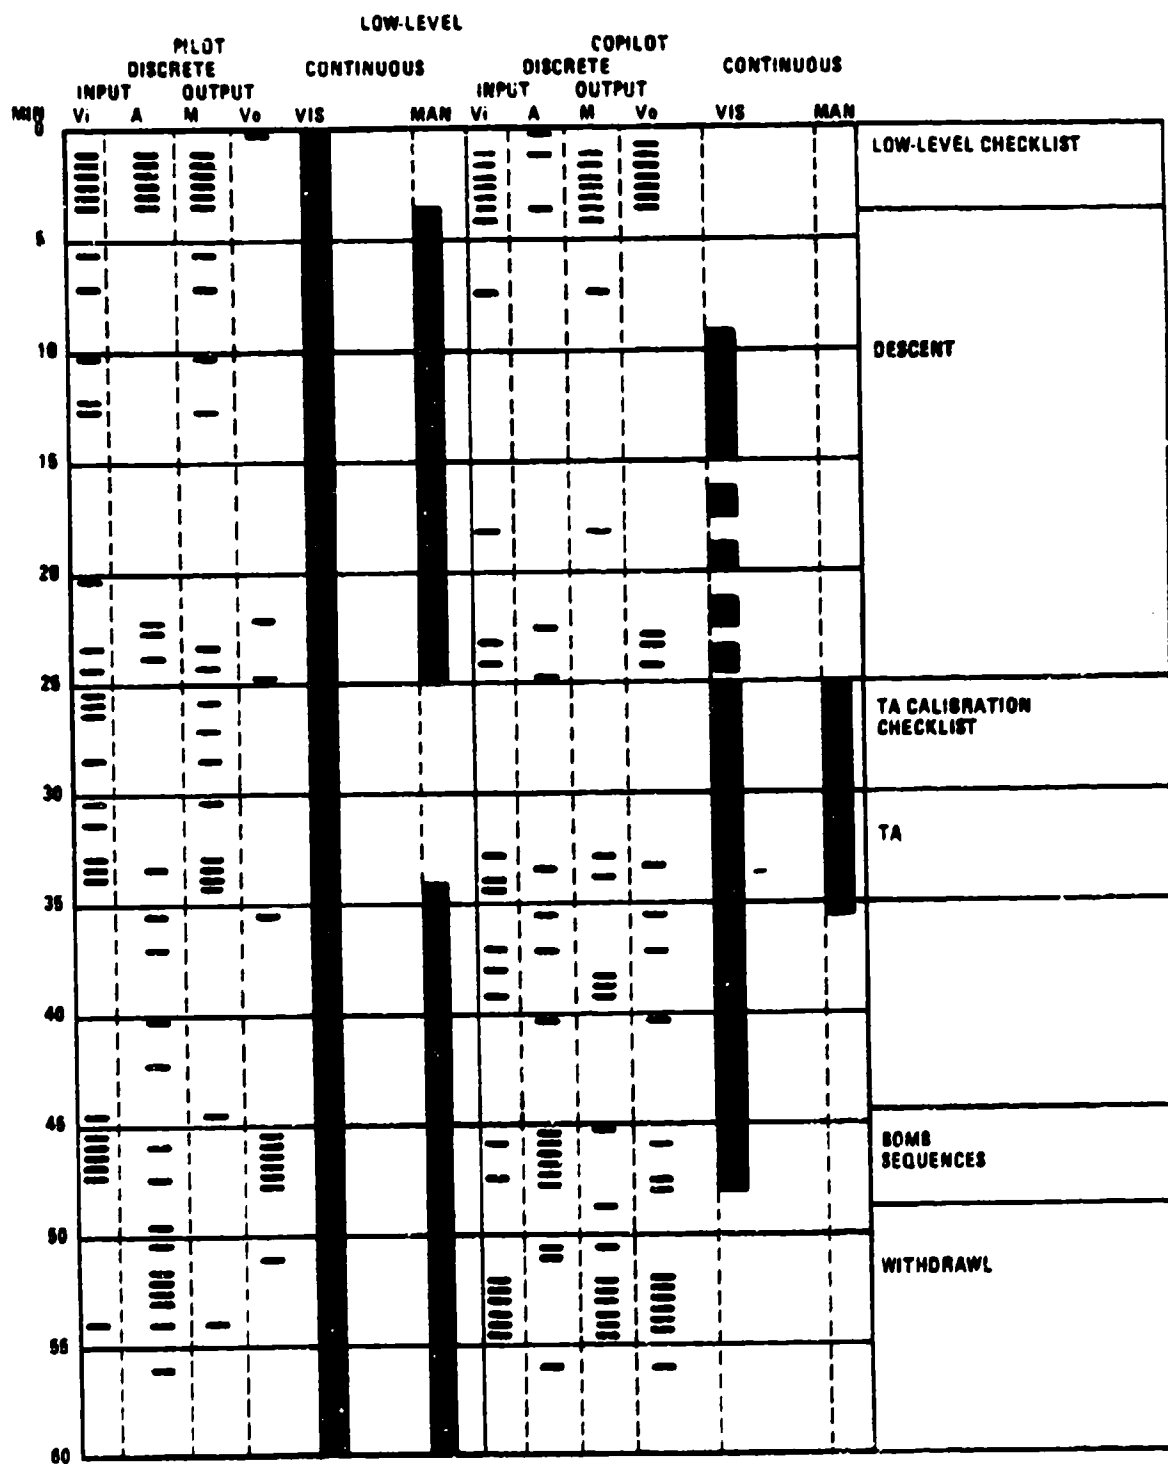 LOW-LEVEL
PILOT
COPILOT
DISCRETE
CONTINUOUS
DISCRETE
CONTINUOUS
INPUT
OUTPUT
INPUT
OUTPUT
MIN
Vi
A
M
Vo
VIS
MAN
Vi
A
M
Vo
VIS
MAN
0
LOW-LEVEL CHECKLIST
5
10
DESCENT
15
20
25
TA CALIBRATION
CHECKLIST
30
TA
35
40
45
BOMB
SEQUENCES
50
WITHDRAWL
55
60